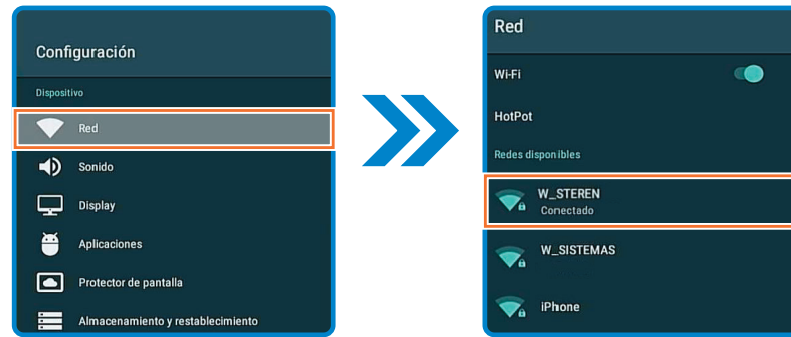 Configuración
Dispositivo
Red
Sonido
Display
Aplicaciones
Protector de pantalla
Almacenamiento y restablecimiento
Red
Wi-Fi
HotPot
Redes disponibles
W_STEREN
Conectado
W_SISTEMAS
iPhone